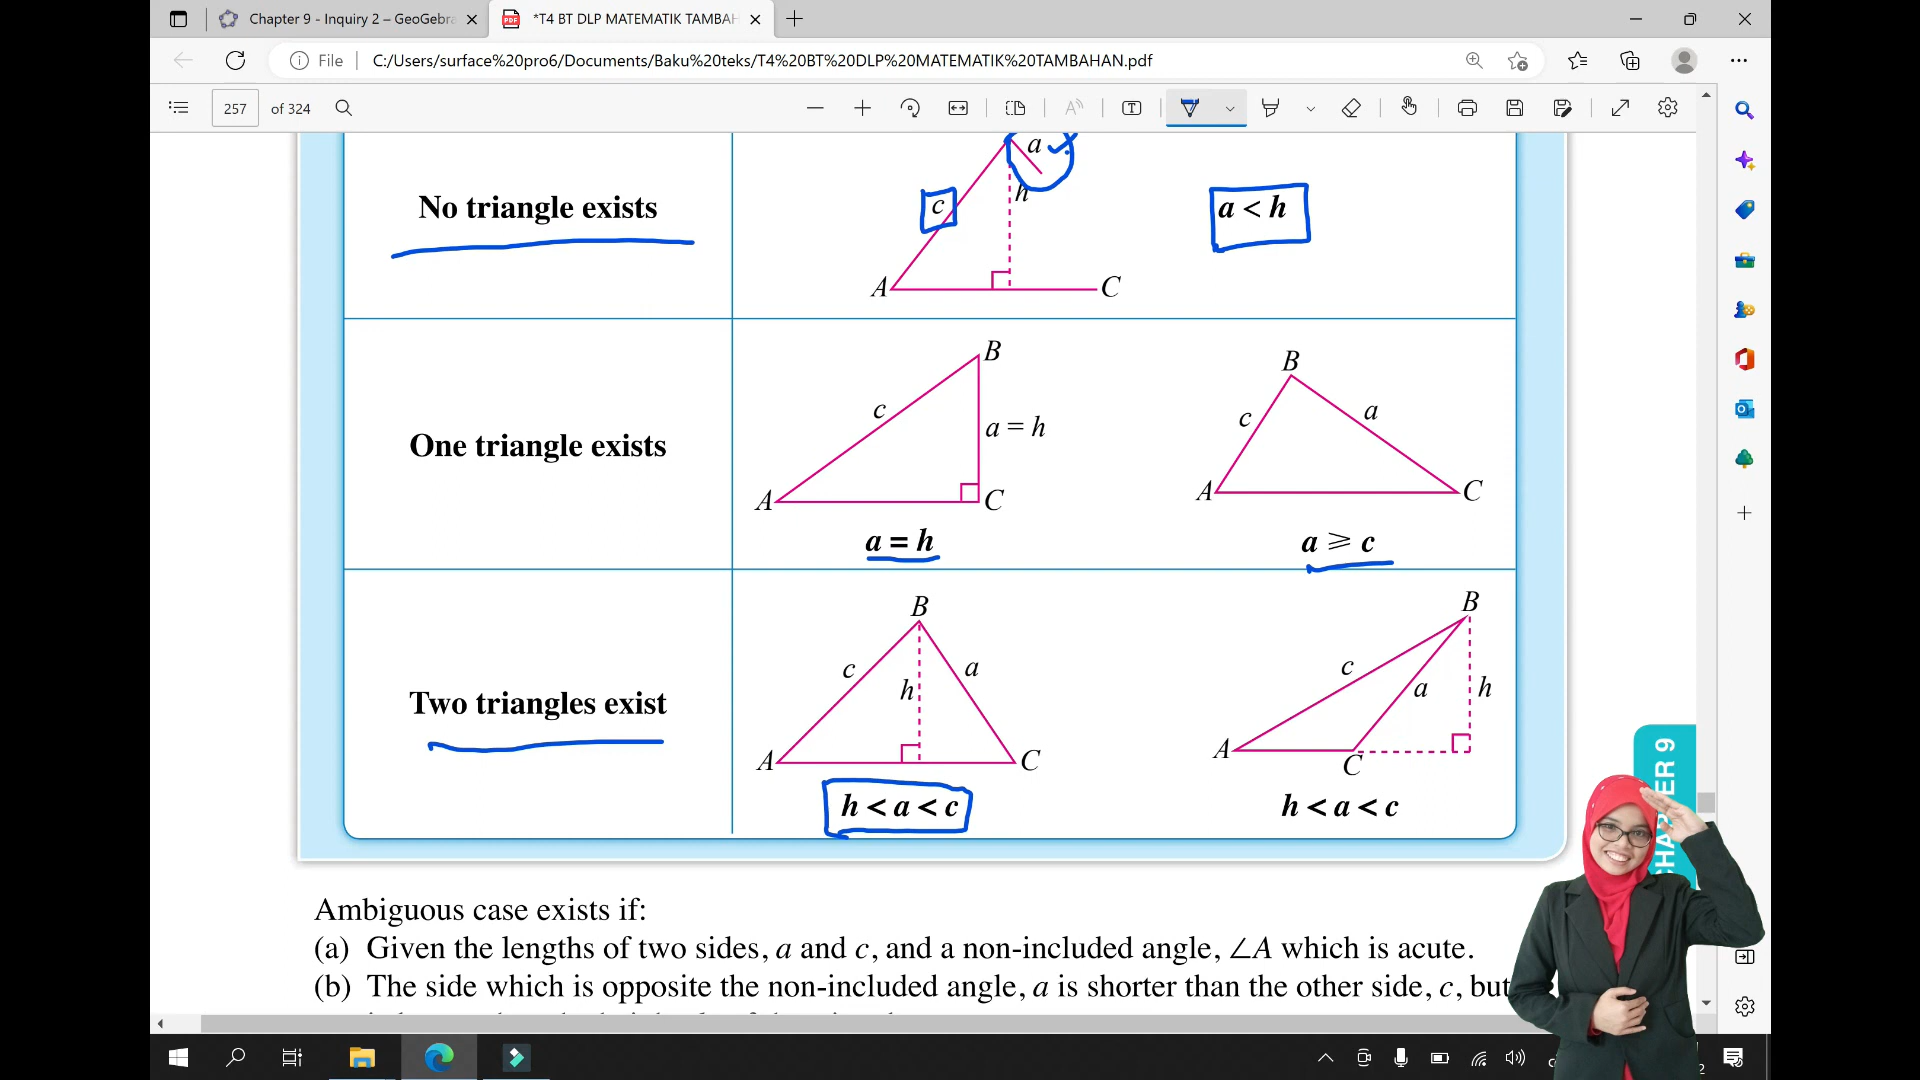 Chapter 9 - Inquiry 2 – GeoGebra
*T4 BT DLP MATEMATIK TAMBAH
File
C:/Users/surface%20pro6/Documents/Baku%20teks/T4%20BT%20DLP%20MATEMATIK%20TAMBAHAN.pdf
257 of 324
No triangle exists
a
c
h
A
C
a < h
One triangle exists
B
c
a = h
A
C
a = h
B
c
a
A
C
a ⩾ c
Two triangles exist
B
c
h
a
A
C
h < a < c
B
c
a
h
A
C
h < a < c
CHAPTER 9
Ambiguous case exists if:
(a) Given the lengths of two sides, a and c, and a non-included angle, ∠A which is acute.
(b) The side which is opposite the non-included angle, a is shorter than the other side, c, but